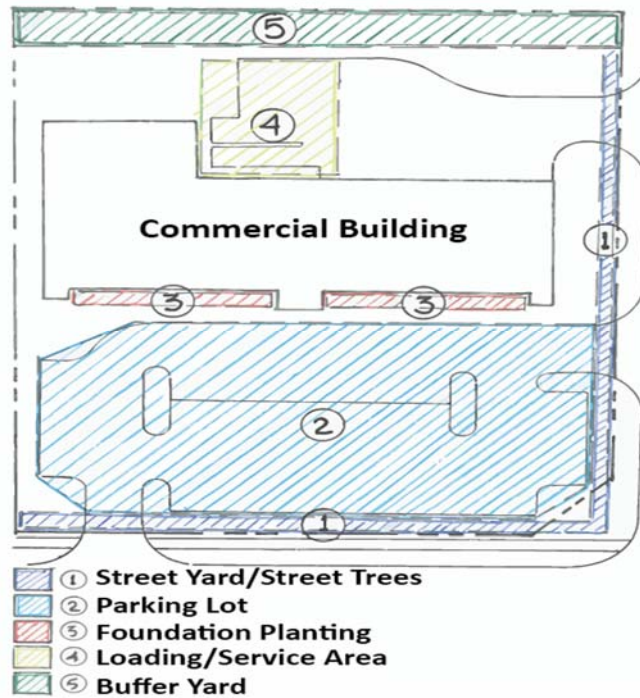 5
4
Commercial Building
1
3 3
2
1
1 Street Yard/Street Trees
2 Parking Lot
3 Foundation Planting
4 Loading/Service Area
5 Buffer Yard